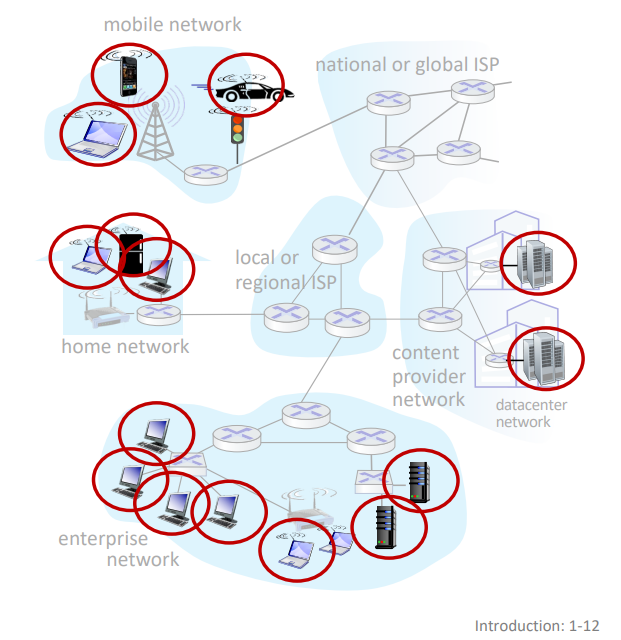 mobile network
national or global ISP
local or
regional ISP
home network
content
provider
network
datacenter
network
enterprise
network
Introduction: 1-12